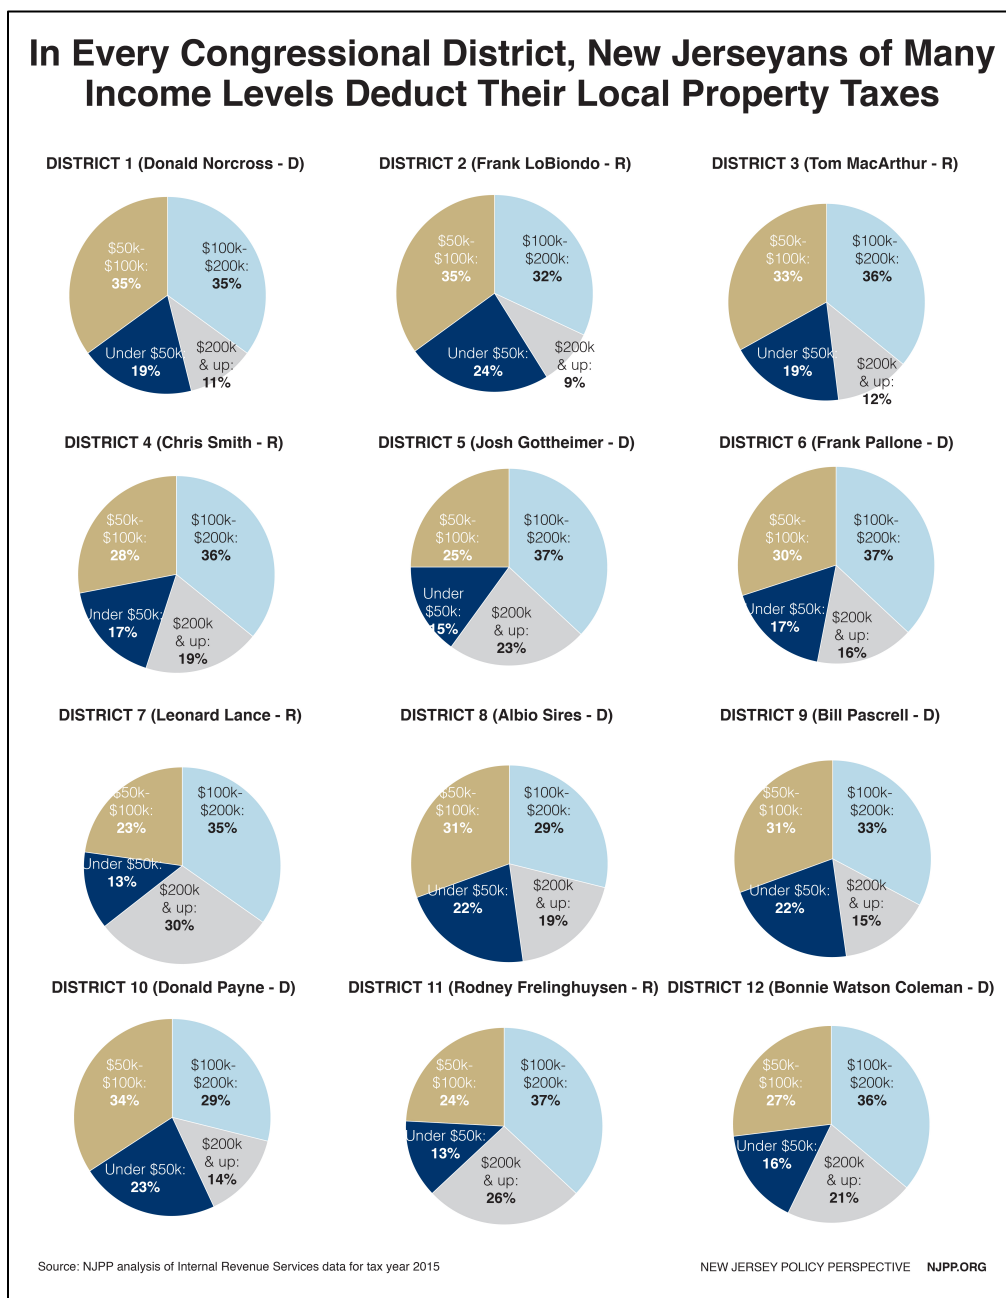 In Every Congressional District, New Jerseyans of Many
Income Levels Deduct Their Local Property Taxes
DISTRICT 1 (Donald Norcross - D)
$50k-
$100k:
35%
$100k-
$200k:
35%
Under $50k:
19%
$200k
& up:
11%
DISTRICT 2 (Frank LoBiondo - R)
$50k-
$100k:
35%
$100k-
$200k:
32%
Under $50k:
24%
$200k
& up:
9%
DISTRICT 3 (Tom MacArthur - R)
$50k-
$100k:
33%
$100k-
$200k:
36%
Under $50k:
19%
$200k
& up:
12%
DISTRICT 4 (Chris Smith - R)
$50k-
$100k:
28%
$100k-
$200k:
36%
Under $50k:
17%
$200k
& up:
19%
DISTRICT 5 (Josh Gottheimer - D)
$50k-
$100k:
25%
$100k-
$200k:
37%
Under
$50k:
15%
$200k
& up:
23%
DISTRICT 6 (Frank Pallone - D)
$50k-
$100k:
30%
$100k-
$200k:
37%
Under $50k:
17%
$200k
& up:
16%
DISTRICT 7 (Leonard Lance - R)
$50k-
$100k:
23%
$100k-
$200k:
35%
Under $50k:
13%
$200k
& up:
30%
DISTRICT 8 (Albio Sires - D)
$50k-
$100k:
31%
$100k-
$200k:
29%
Under $50k:
22%
$200k
& up:
19%
DISTRICT 9 (Bill Pascrell - D)
$50k-
$100k:
31%
$100k-
$200k:
33%
Under $50k:
22%
$200k
& up:
15%
DISTRICT 10 (Donald Payne - D)
$50k-
$100k:
34%
$100k-
$200k:
29%
Under $50k:
23%
$200k
& up:
14%
DISTRICT 11 (Rodney Frelinghuysen - R)
$50k-
$100k:
24%
$100k-
$200k:
37%
Under $50k:
13%
$200k
& up:
26%
DISTRICT 12 (Bonnie Watson Coleman - D)
$50k-
$100k:
27%
$100k-
$200k:
36%
Under $50k:
16%
$200k
& up:
21%
Source: NJPP analysis of Internal Revenue Services data for tax year 2015
NEW JERSEY POLICY PERSPECTIVE NJPP.ORG